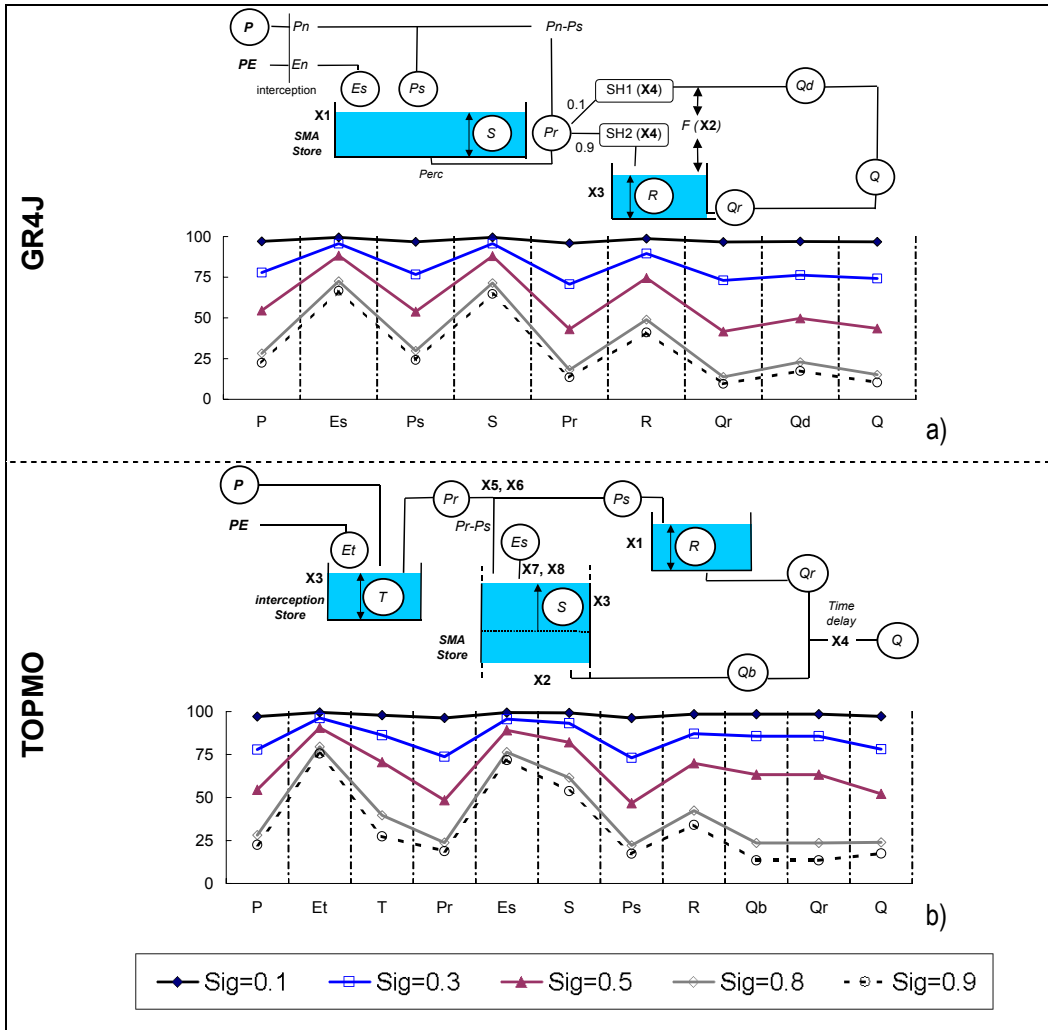 GR4J
P
Pn
Pn-Ps
PE
En
interception
Es
Ps
X1
SMA
Store
S
Perc
Pr
0.1
0.9
SH1 (X4)
SH2 (X4)
F (X2)
Qd
Q
X3
R
Qr
100
75
50
25
0
P Es Ps S Pr R Qr Qd Q
a)
TOPMO
P
PE
Et
X3
interception
Store
T
Pr
X5, X6
Pr-Ps
Es
X7, X8
S
X3
SMA
Store
X2
Ps
X1
R
Qr
Time
delay
X4
Q
Qb
100
75
50
25
0
P Et T Pr Es S Ps R Qb Qr Q
b)
Sig=0.1 Sig=0.3 Sig=0.5 Sig=0.8 Sig=0.9